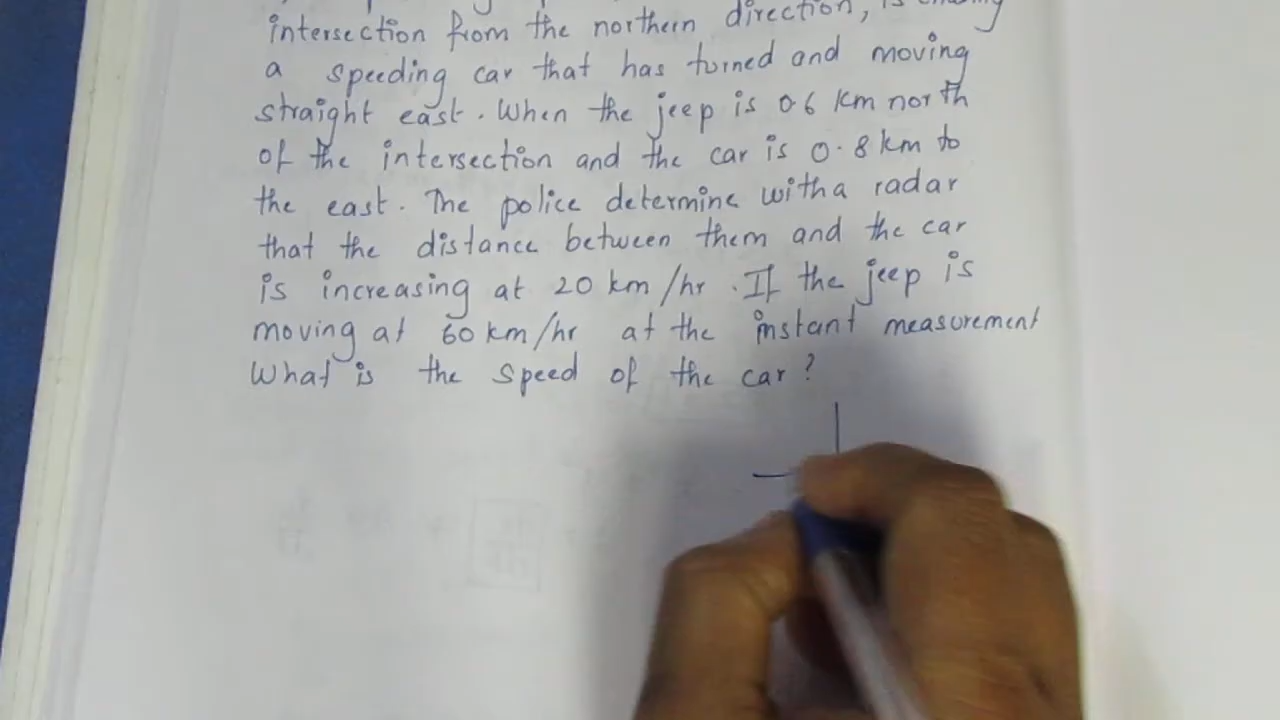 intersection from the northern direction, is chasing
a speeding car that has turned and moving
straight east. When the jeep is 0.6 km north
of the intersection and the car is 0.8 km to
the east. The police determine with a radar
that the distance between them and the car
is increasing at 20 km/hr. If the jeep is
moving at 60 km/hr at the instant measurement
What is the speed of the car?